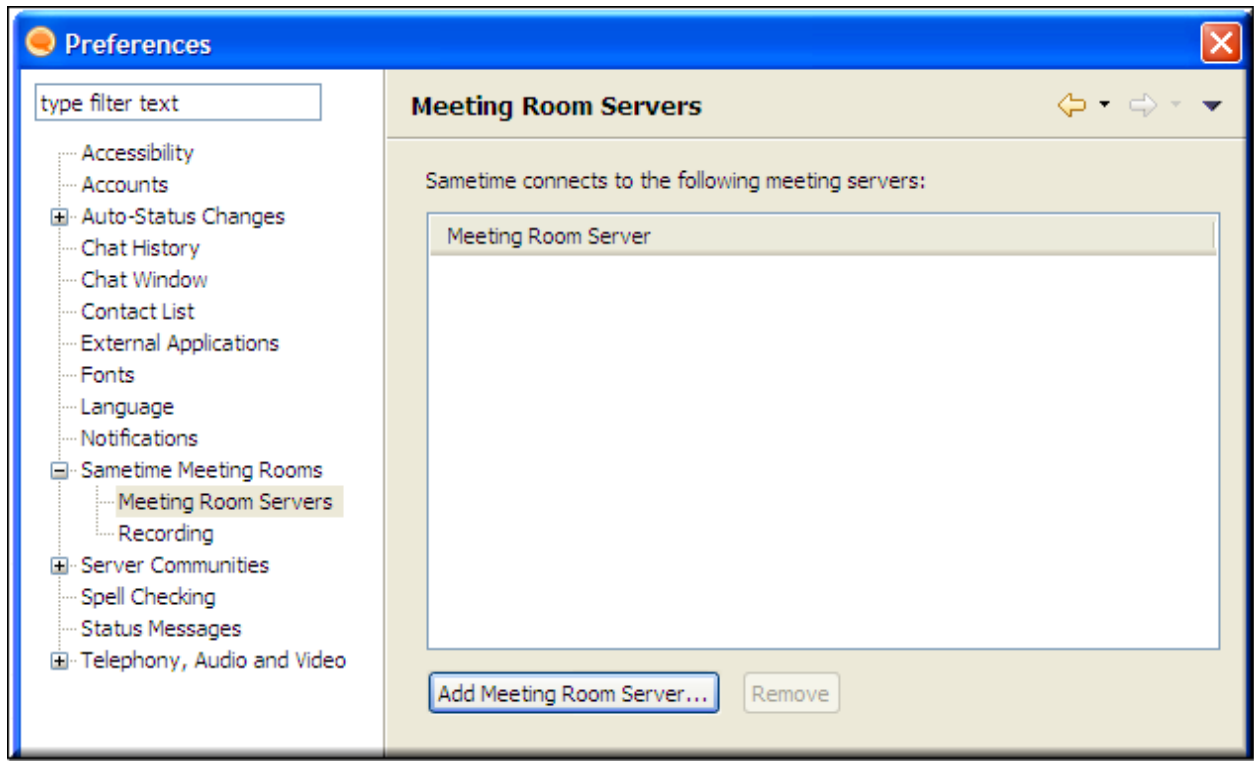 Preferences
type filter text
Accessibility
Accounts
Auto-Status Changes
Chat History
Chat Window
Contact List
External Applications
Fonts
Language
Notifications
Sametime Meeting Rooms
Meeting Room Servers
Recording
Server Communities
Spell Checking
Status Messages
Telephony, Audio and Video
Meeting Room Servers
Sametime connects to the following meeting servers:
Meeting Room Server
Add Meeting Room Server...
Remove